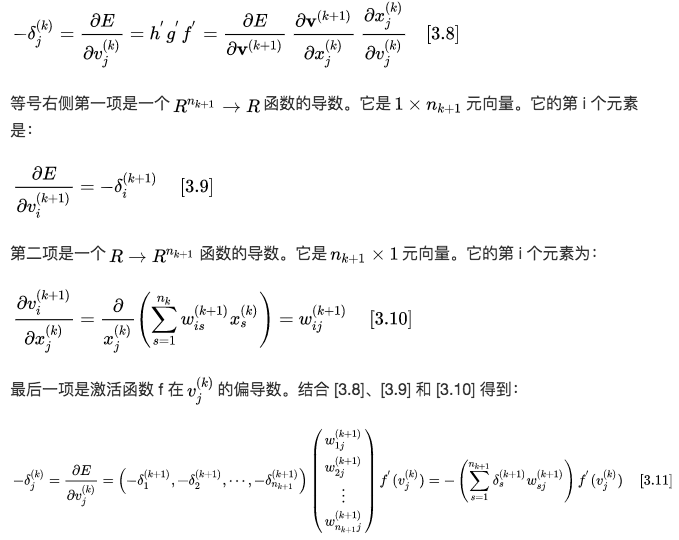 $-\delta_j^{(k)} = \frac{\partial E}{\partial v_j^{(k)}} = h^{'} g^{'} f^{'} = \frac{\partial E}{\partial \mathbf{v}^{(k+1)}} \frac{\partial \mathbf{v}^{(k+1)}}{\partial x_j^{(k)}} \frac{\partial x_j^{(k)}}{\partial v_j^{(k)}} \quad [3.8]$
等号右侧第一项是一个 $R^{n_{k+1}} \to R$ 函数的导数。它是 $1 \times n_{k+1}$ 元向量。它的第 i 个元素
是：
$\frac{\partial E}{\partial v_i^{(k+1)}} = -\delta_i^{(k+1)} \quad [3.9]$
第二项是一个 $R \to R^{n_{k+1}}$ 函数的导数。它是 $n_{k+1} \times 1$ 元向量。它的第 i 个元素为：
$\frac{\partial v_i^{(k+1)}}{\partial x_j^{(k)}} = \frac{\partial}{x_j^{(k)}} \left( \sum_{s=1}^{n_k} w_{is}^{(k+1)} x_s^{(k)} \right) = w_{ij}^{(k+1)} \quad [3.10]$
最后一项是激活函数 f 在 $v_j^{(k)}$ 的偏导数。结合 [3.8]、[3.9] 和 [3.10] 得到：
$-\delta_j^{(k)} = \frac{\partial E}{\partial v_j^{(k)}} = \left( -\delta_1^{(k+1)}, -\delta_2^{(k+1)}, \cdots, -\delta_{n_{k+1}}^{(k+1)} \right) \begin{pmatrix} w_{1j}^{(k+1)} \\ w_{2j}^{(k+1)} \\ \vdots \\ w_{n_{k+1}j}^{(k+1)} \end{pmatrix} f^{'}(v_j^{(k)}) = -\left( \sum_{s=1}^{n_{k+1}} \delta_s^{(k+1)} w_{sj}^{(k+1)} \right) f^{'}(v_j^{(k)}) \quad [3.11]$